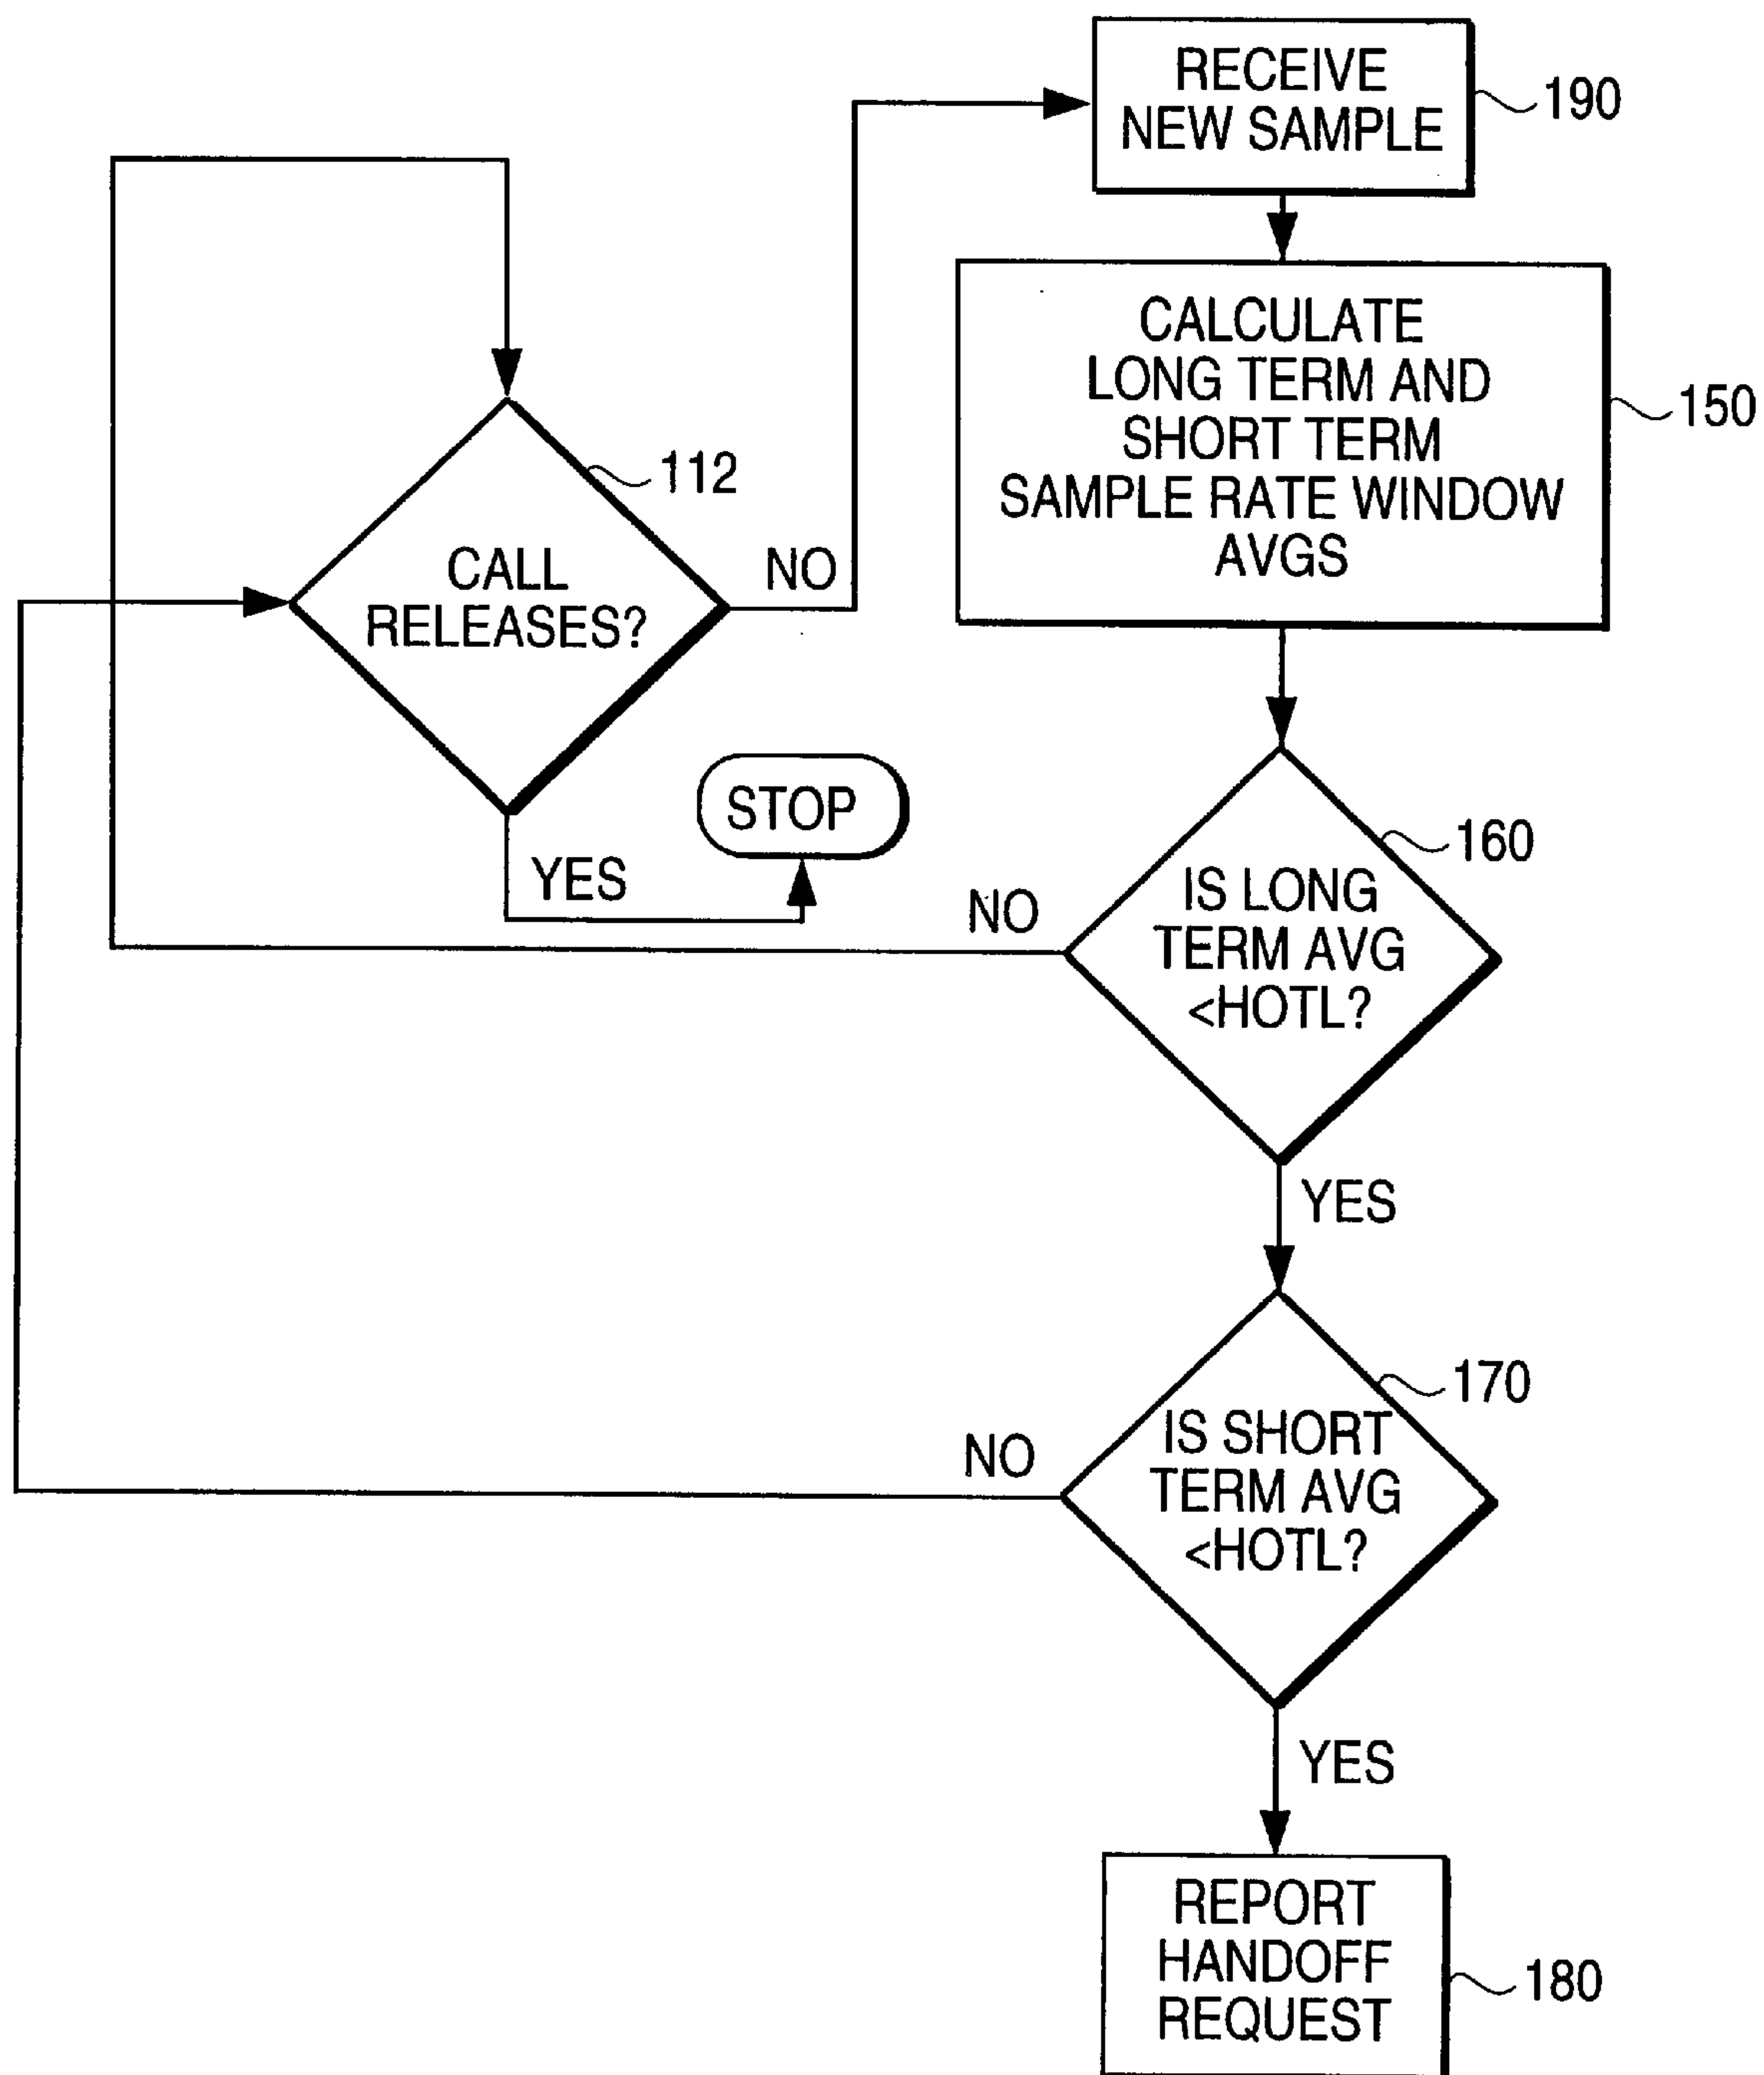 RECEIVE
NEW SAMPLE
190
CALCULATE
LONG TERM AND
SHORT TERM
SAMPLE RATE WINDOW
AVGS
150
112
CALL
RELEASES?
NO
YES
STOP
160
IS LONG
TERM AVG
<HOTL?
NO
YES
170
IS SHORT
TERM AVG
<HOTL?
NO
YES
REPORT
HANDOFF
REQUEST
180